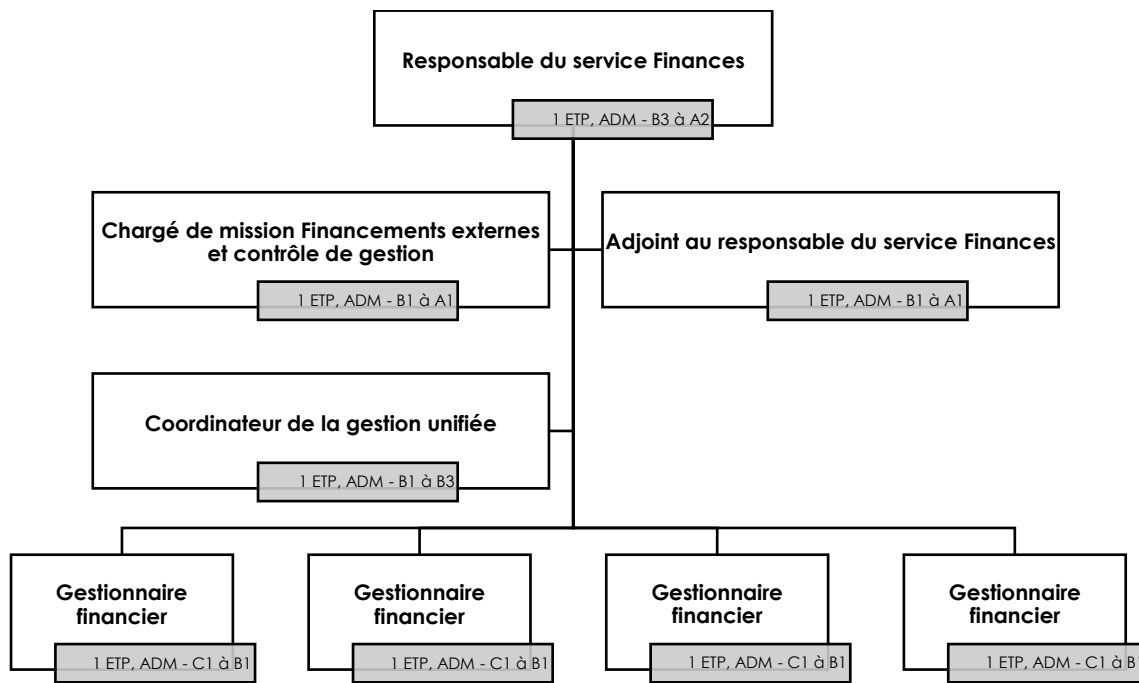 Responsable du service Finances
1 ETP, ADM - B3 à A2
Chargé de mission Financements externes
et contrôle de gestion
1 ETP, ADM - B1 à A1
Adjoint au responsable du service Finances
1 ETP, ADM - B1 à A1
Coordinateur de la gestion unifiée
1 ETP, ADM - B1 à B3
Gestionnaire
financier
1 ETP, ADM - C1 à B1
Gestionnaire
financier
1 ETP, ADM - C1 à B1
Gestionnaire
financier
1 ETP, ADM - C1 à B1
Gestionnaire
financier
1 ETP, ADM - C1 à B1